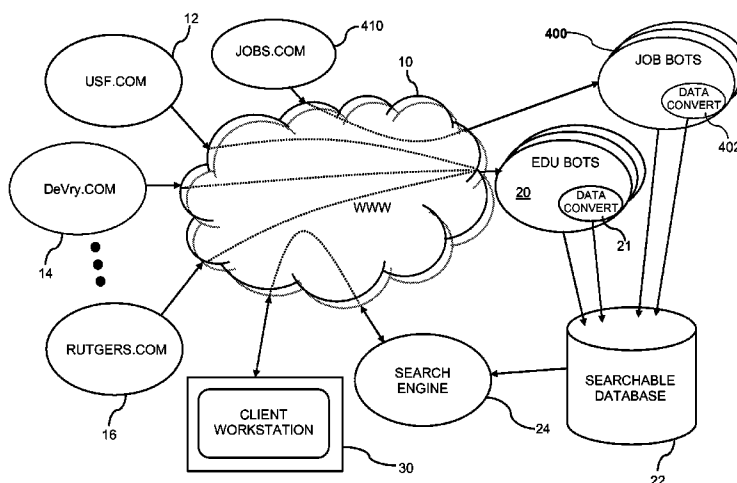 12
USF.COM
JOBS.COM
410
10
400
JOB BOTS
DATA
CONVERT
402
DeVry.COM
14
WWW
EDU BOTS
20
DATA
CONVERT
21
RUTGERS.COM
16
CLIENT
WORKSTATION
30
SEARCH
ENGINE
24
SEARCHABLE
DATABASE
22